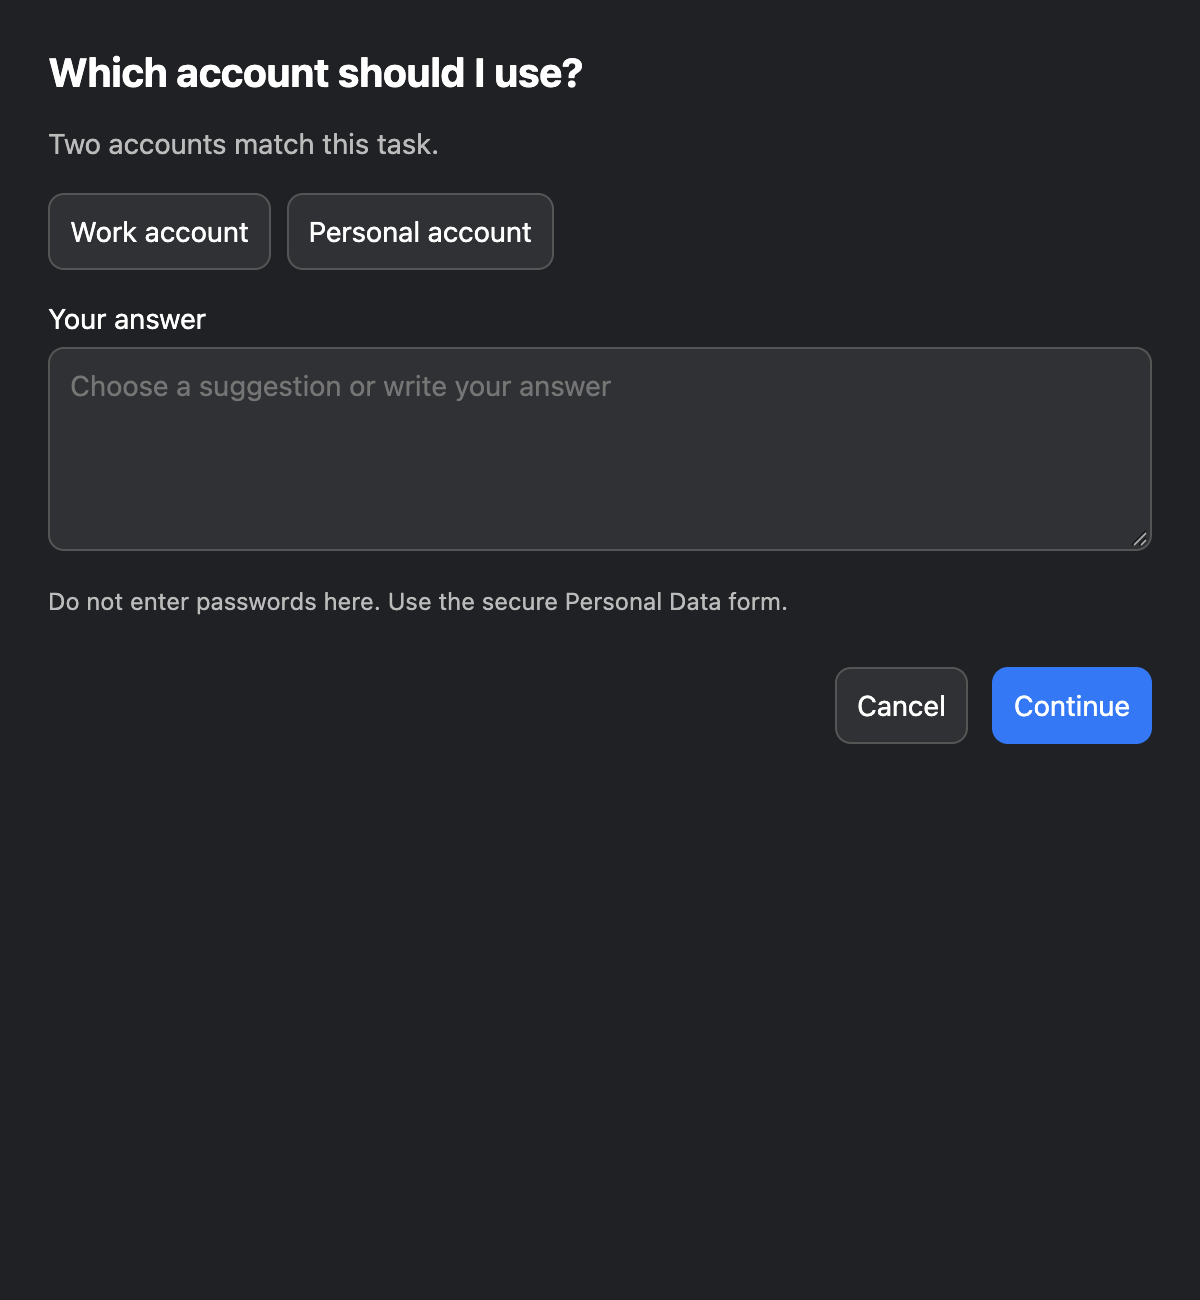 Which account should I use?
Two accounts match this task.
Work account
Personal account
Your answer
Choose a suggestion or write your answer
Do not enter passwords here. Use the secure Personal Data form.
Cancel
Continue